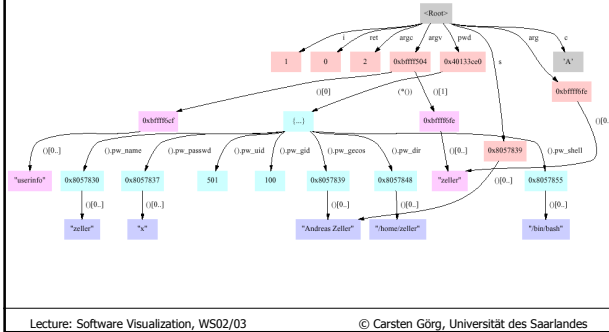 <Root>
i ret argc argv pwd s arg c
1 0 2 0xbffff504 0x40133ce0 'A'
0xbffff6fe
()[0] (*()) ()[1] ()[0..]
0xbffff6cf {...} 0xbffff6fe
()[0..] ().pw_name ().pw_passwd ().pw_uid ().pw_gid ().pw_gecos ().pw_dir ()[0..] 0x8057839 ().pw_shell
"userinfo" 0x8057830 0x8057837 501 100 0x8057839 0x8057848 "zeller" ()[0..] 0x8057855
()[0..] ()[0..] ()[0..] ()[0..] ()[0..]
"zeller" "x" "Andreas Zeller" "/home/zeller" "/bin/bash"
Lecture: Software Visualization, WS02/03 © Carsten Görg, Universität des Saarlandes